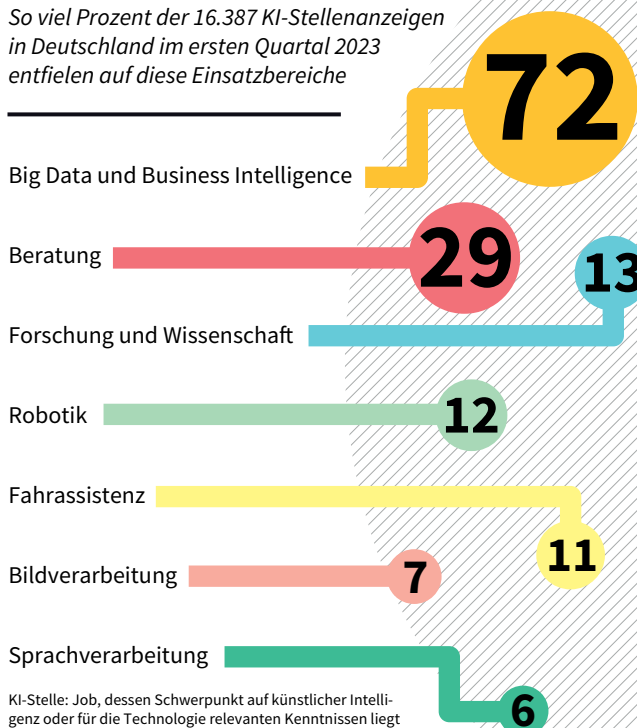 So viel Prozent der 16.387 KI-Stellenanzeigen
in Deutschland im ersten Quartal 2023
entfielen auf diese Einsatzbereiche
72
Big Data und Business Intelligence
Beratung
29
13
Forschung und Wissenschaft
Robotik
12
Fahrassistenz
11
Bildverarbeitung
7
Sprachverarbeitung
6
KI-Stelle: Job, dessen Schwerpunkt auf künstlicher Intelli-
genz oder für die Technologie relevanten Kenntnissen liegt